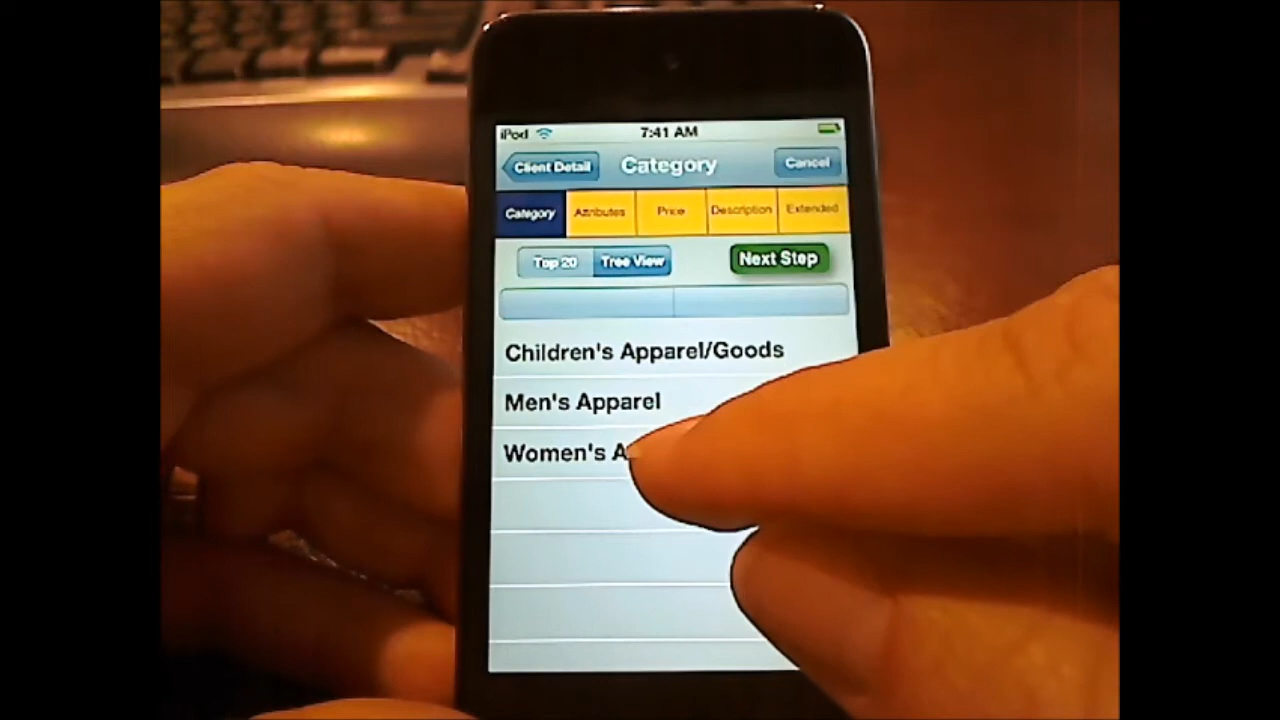 iPod 7:41 AM
Client Detail Category Cancel
Category Attributes Price Description Extended
Top 20 Tree View Next Step
Children's Apparel/Goods
Men's Apparel
Women's A